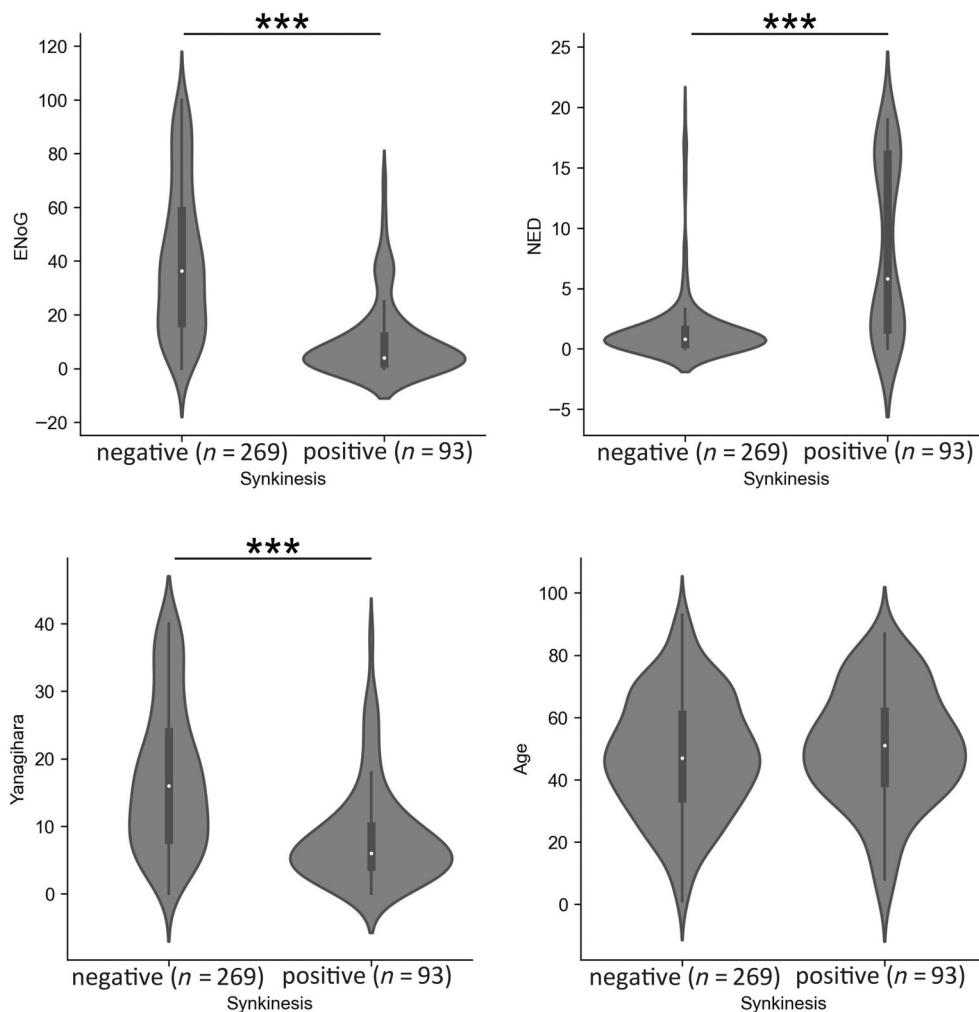 ***
120
100
80
60
40
20
0
−20
ENoG
negative (n = 269) positive (n = 93)
Synkinesis
***
25
20
15
10
5
0
−5
NED
negative (n = 269) positive (n = 93)
Synkinesis
***
40
30
20
10
0
Yanagihara
negative (n = 269) positive (n = 93)
Synkinesis
100
80
60
40
20
0
Age
negative (n = 269) positive (n = 93)
Synkinesis